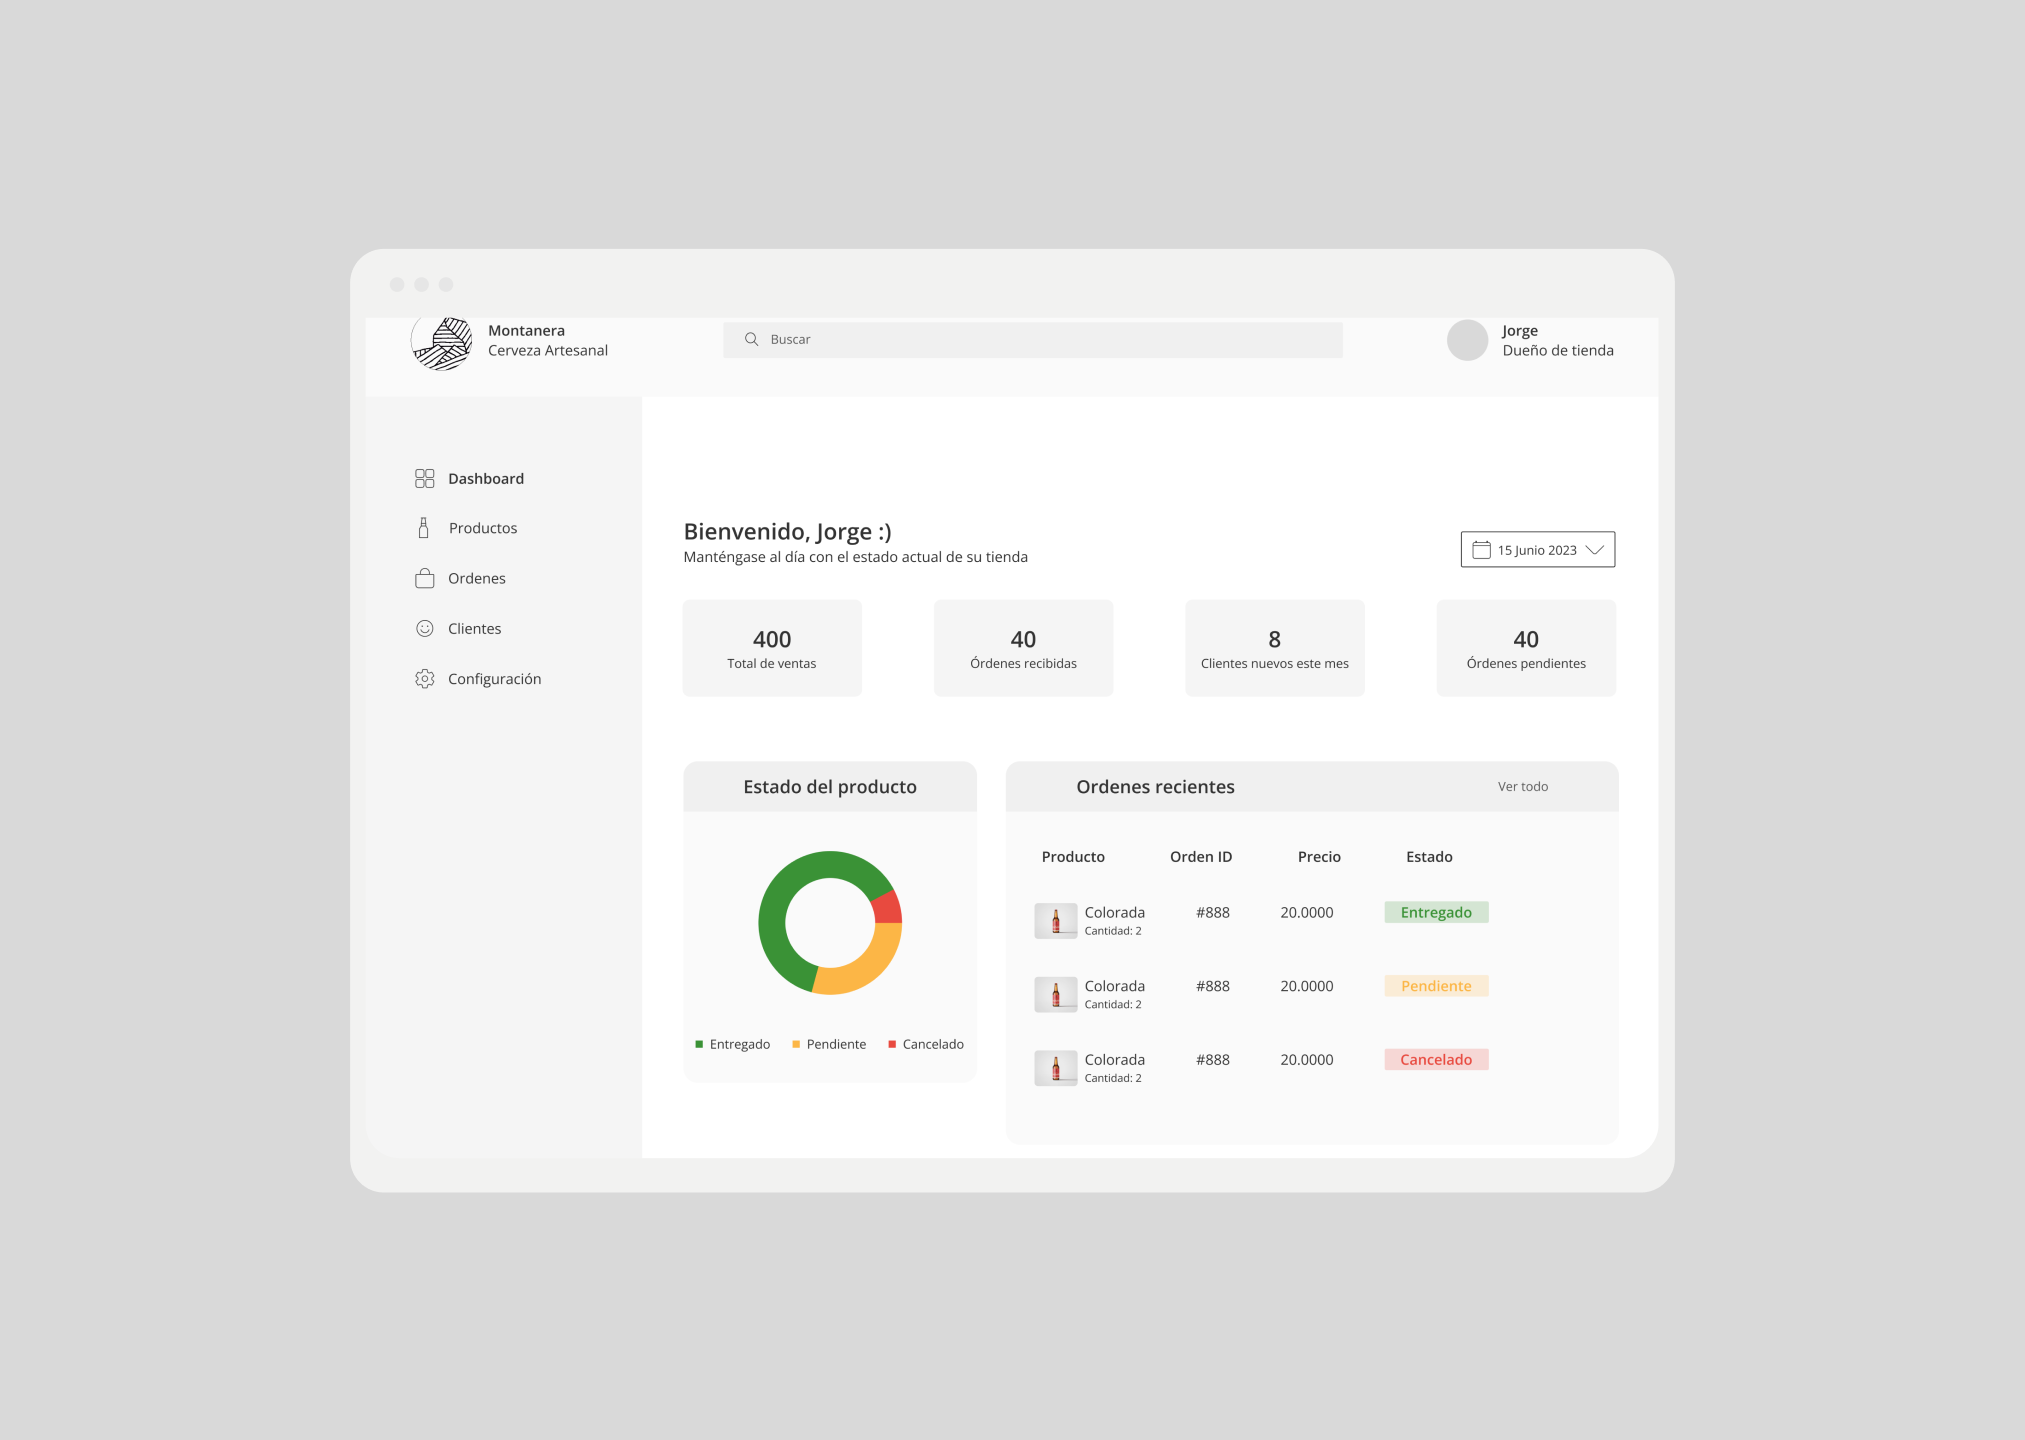 Montanera
Cerveza Artesanal
Buscar
Jorge
Dueño de tienda
Dashboard
Productos
Ordenes
Clientes
Configuración
Bienvenido, Jorge :)
Manténgase al día con el estado actual de su tienda
15 Junio 2023
400
Total de ventas
40
Órdenes recibidas
8
Clientes nuevos este mes
40
Órdenes pendientes
Estado del producto
Entregado
Pendiente
Cancelado
Ordenes recientes
Ver todo
Producto Orden ID Precio Estado
Colorada #888 20.0000 Entregado
Cantidad: 2
Colorada #888 20.0000 Pendiente
Cantidad: 2
Colorada #888 20.0000 Cancelado
Cantidad: 2